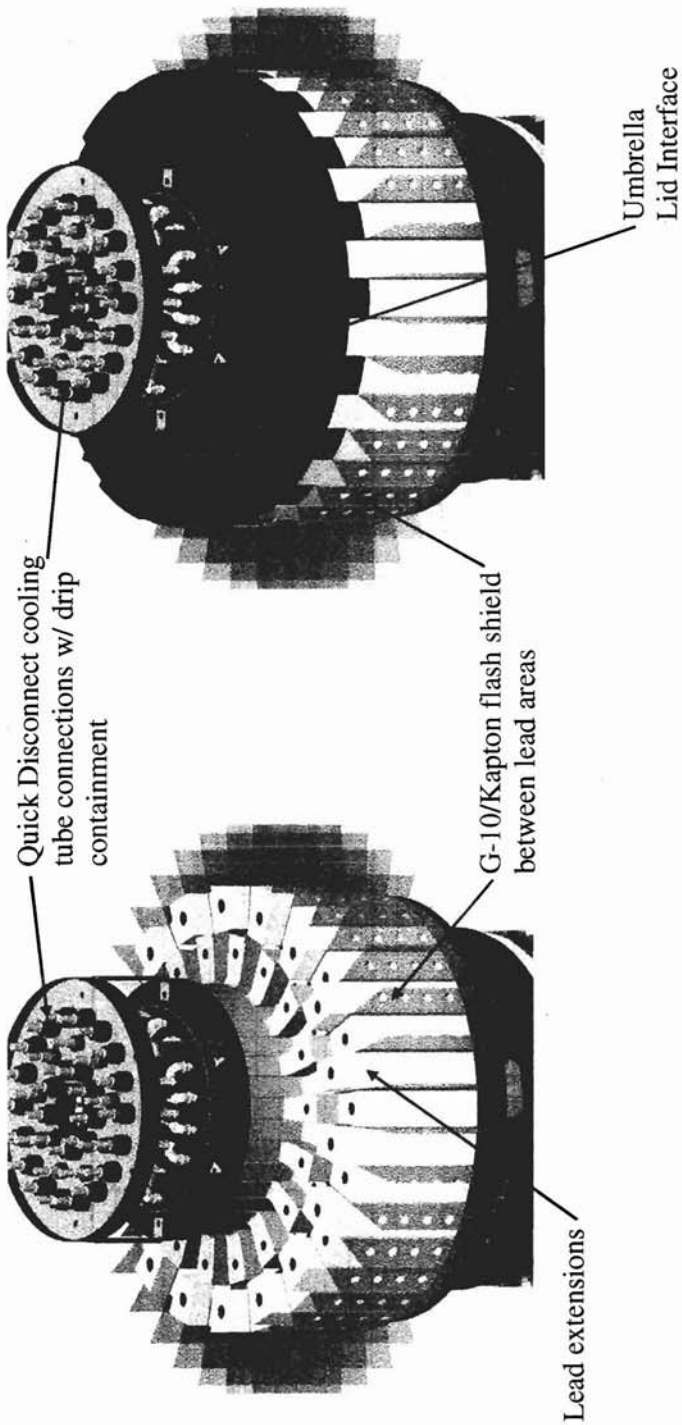 Quick Disconnect cooling
tube connections w/ drip
containment
G-10/Kapton flash shield
between lead areas
Lead extensions
Umbrella
Lid Interface